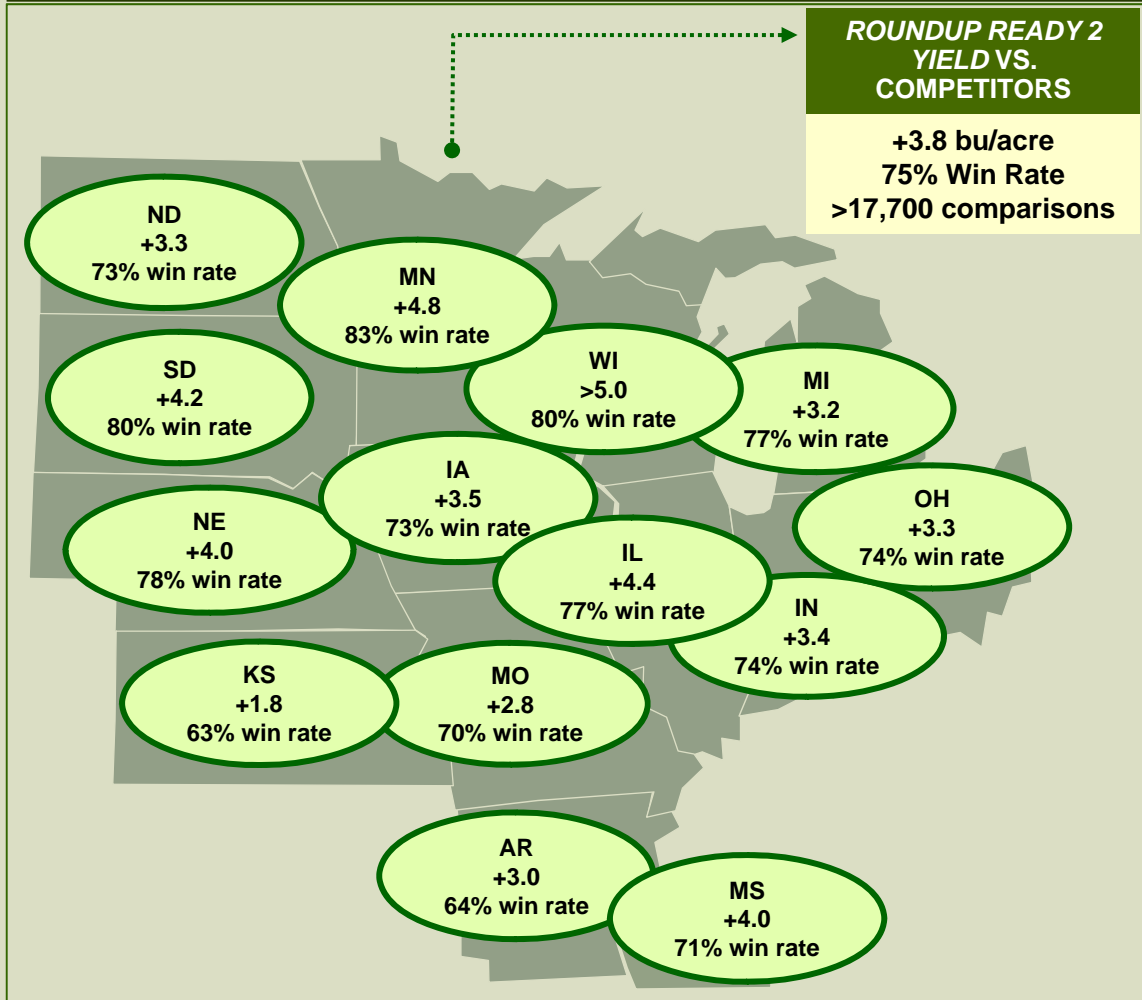 ROUNDUP READY 2
YIELD VS.
COMPETITORS
+3.8 bu/acre
75% Win Rate
>17,700 comparisons
ND
+3.3
73% win rate
MN
+4.8
83% win rate
WI
>5.0
80% win rate
MI
+3.2
77% win rate
SD
+4.2
80% win rate
IA
+3.5
73% win rate
OH
+3.3
74% win rate
NE
+4.0
78% win rate
IL
+4.4
77% win rate
IN
+3.4
74% win rate
KS
+1.8
63% win rate
MO
+2.8
70% win rate
AR
+3.0
64% win rate
MS
+4.0
71% win rate